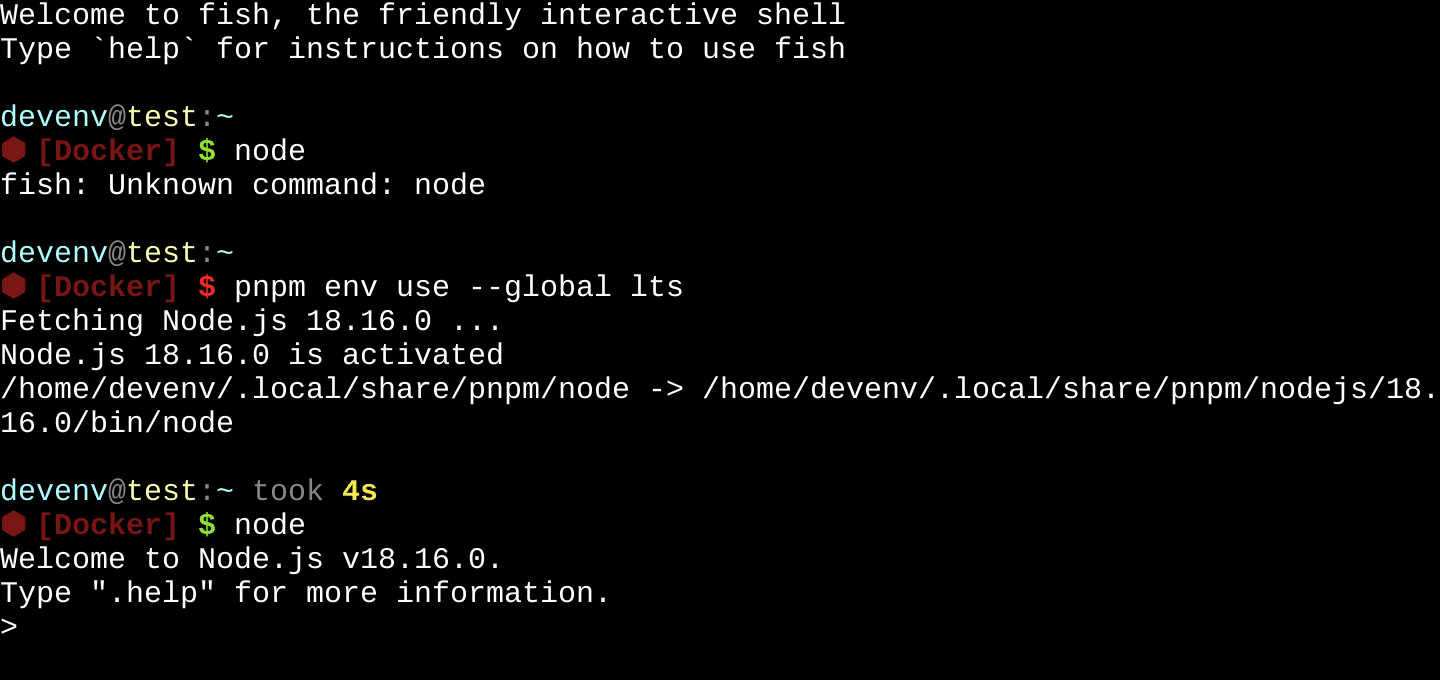 Welcome to fish, the friendly interactive shell
Type `help` for instructions on how to use fish
devenv@test:~
⬢ [Docker] $ node
fish: Unknown command: node
devenv@test:~
⬢ [Docker] $ pnpm env use --global lts
Fetching Node.js 18.16.0 ...
Node.js 18.16.0 is activated
/home/devenv/.local/share/pnpm/node -> /home/devenv/.local/share/pnpm/nodejs/18.
16.0/bin/node
devenv@test:~ took 4s
⬢ [Docker] $ node
Welcome to Node.js v18.16.0.
Type ".help" for more information.
>